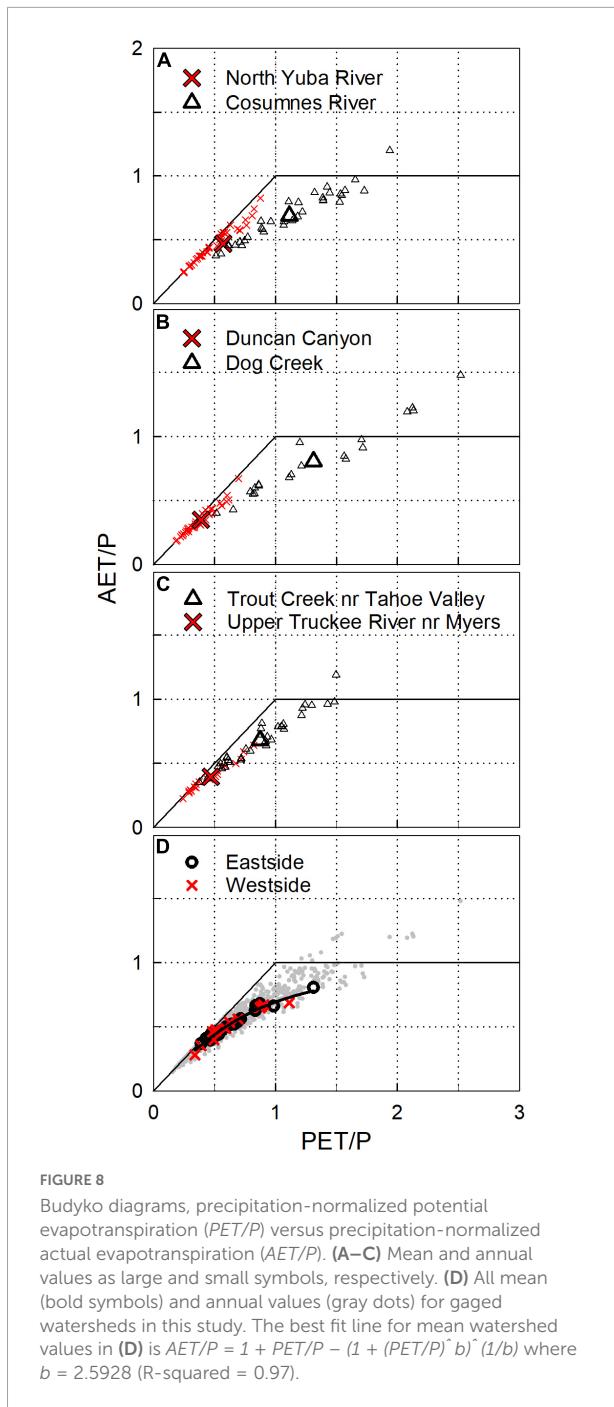 A
North Yuba River
Cosumnes River
2
1
0
B
Duncan Canyon
Dog Creek
1
0
C
Trout Creek nr Tahoe Valley
Upper Truckee River nr Myers
1
0
D
Eastside
Westside
1
0
0
1
2
3
AET/P
PET/P
FIGURE 8
Budyko diagrams, precipitation-normalized potential
evapotranspiration (PET/P) versus precipitation-normalized
actual evapotranspiration (AET/P). (A–C) Mean and annual
values as large and small symbols, respectively. (D) All mean
(bold symbols) and annual values (gray dots) for gaged
watersheds in this study. The best fit line for mean watershed
values in (D) is AET/P = 1 + PET/P – (1 + (PET/P)^ b)^ (1/b) where
b = 2.5928 (R-squared = 0.97).